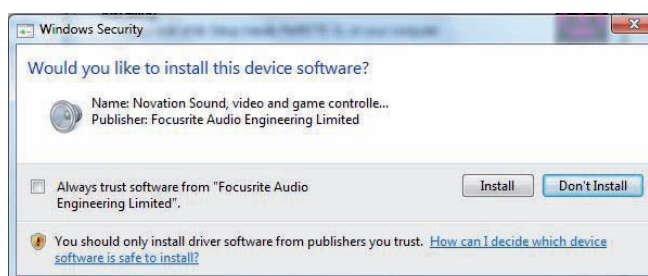 Windows Security
Would you like to install this device software?
Name: Novation Sound, video and game controlle...
Publisher: Focusrite Audio Engineering Limited
Always trust software from "Focusrite Audio
Engineering Limited".
Install
Don't Install
You should only install driver software from publishers you trust. How can I decide which device
software is safe to install?